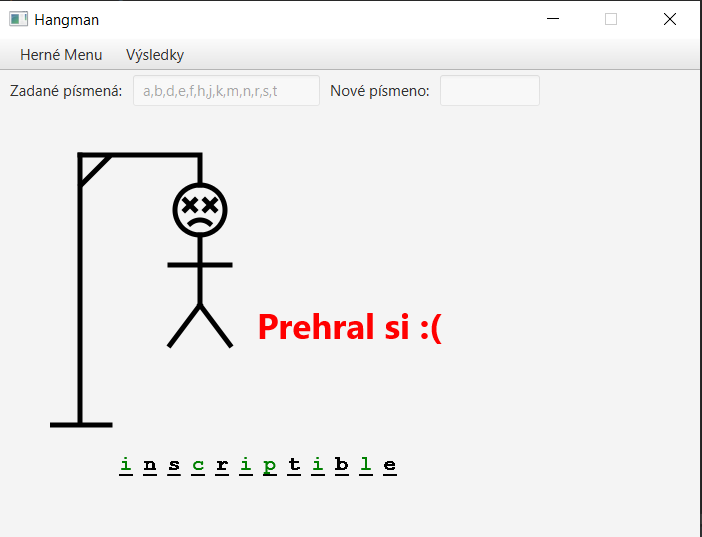 Hangman
Herné Menu Výsledky
Zadané písmená: a,b,d,e,f,h,j,k,m,n,r,s,t Nové písmeno:
Prehral si :(
i n s c r i p t i b l e